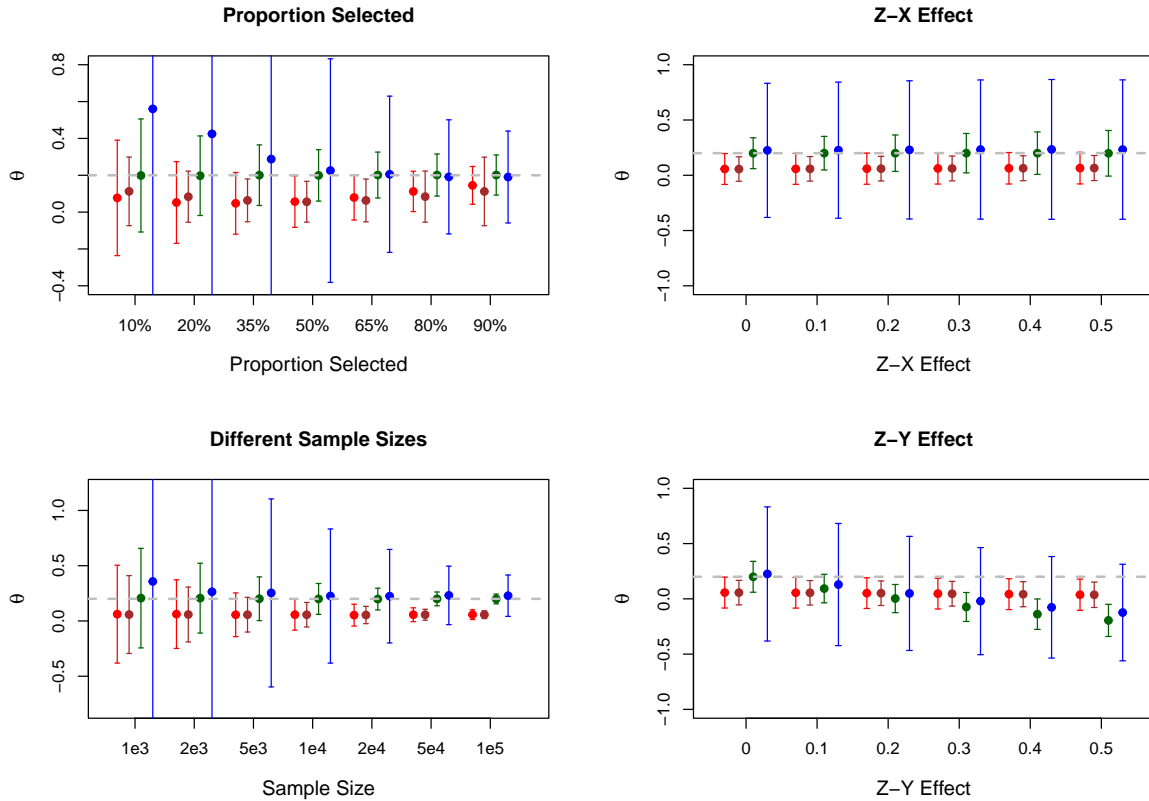 Proportion Selected
θ
0.8
0.4
0.0
−0.4
10% 20% 35% 50% 65% 80% 90%
Proportion Selected
Z−X Effect
θ
1.0
0.5
0.0
−0.5
−1.0
0 0.1 0.2 0.3 0.4 0.5
Z−X Effect
Different Sample Sizes
θ
1.0
0.5
0.0
−0.5
1e3 2e3 5e3 1e4 2e4 5e4 1e5
Sample Size
Z−Y Effect
θ
1.0
0.5
0.0
−0.5
−1.0
0 0.1 0.2 0.3 0.4 0.5
Z−Y Effect